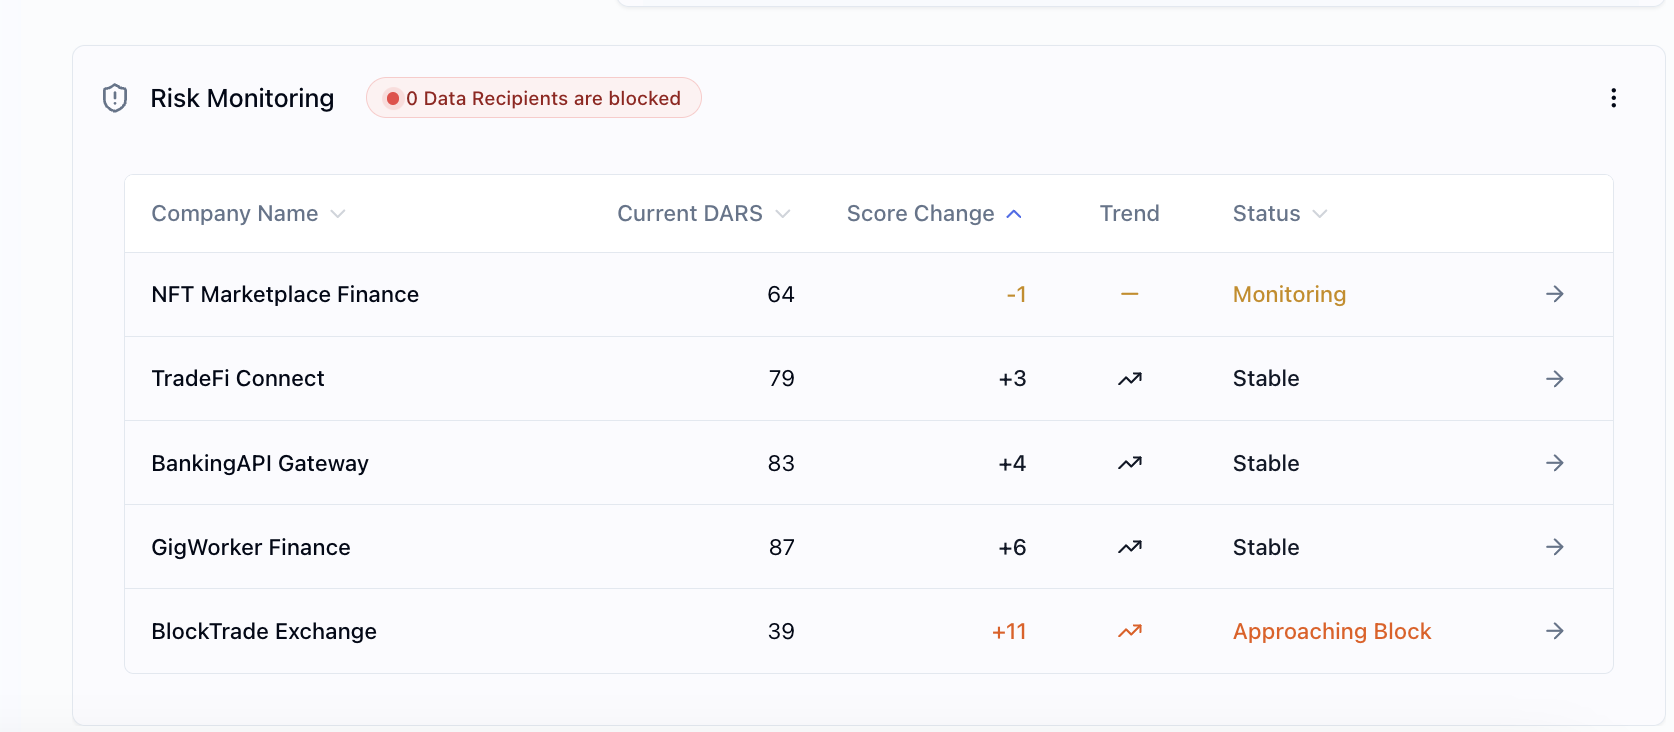 Risk Monitoring
0 Data Recipients are blocked
Company Name Current DARS Score Change Trend Status
NFT Marketplace Finance 64 -1 Monitoring
TradeFi Connect 79 +3 Stable
BankingAPI Gateway 83 +4 Stable
GigWorker Finance 87 +6 Stable
BlockTrade Exchange 39 +11 Approaching Block